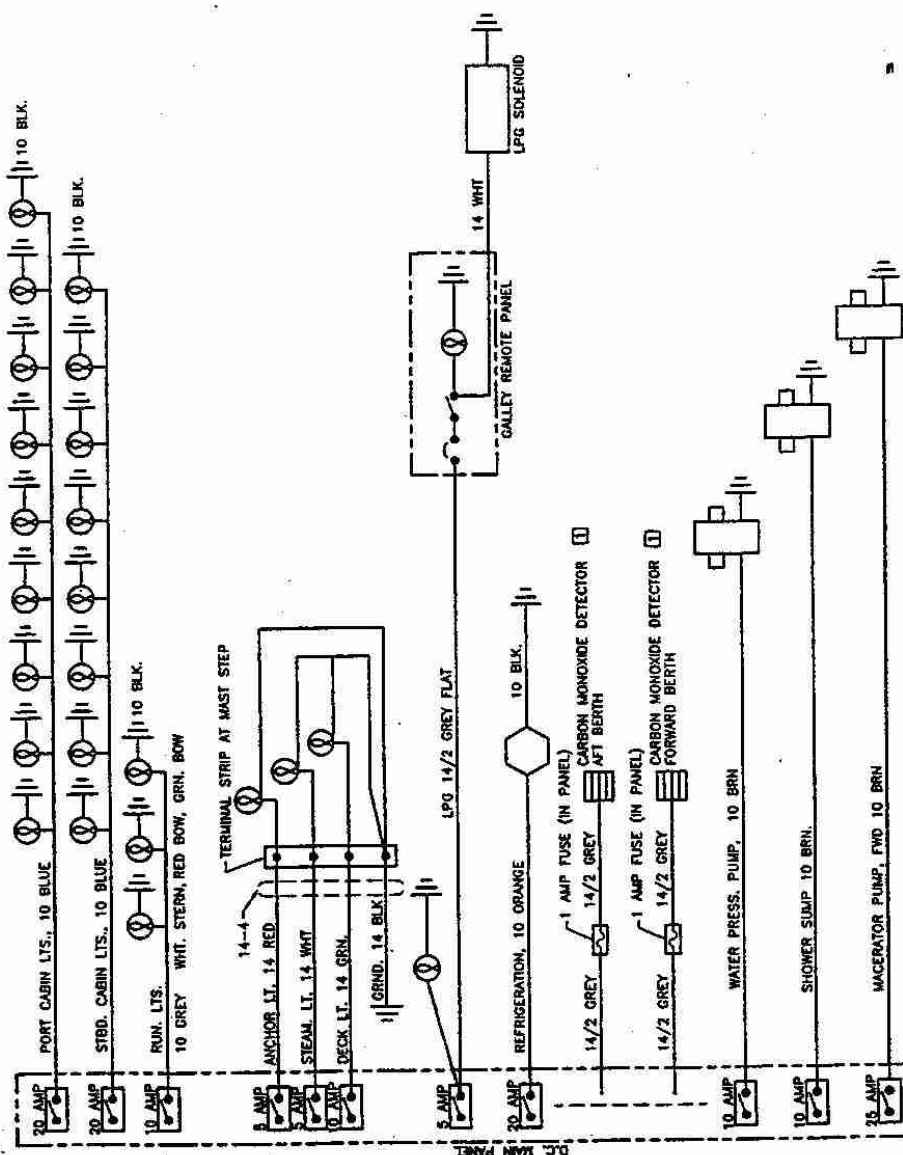 20 AMP
PORT CABIN LTS., 10 BLUE
10 BLK.
20 AMP
STBD. CABIN LTS., 10 BLUE
10 BLK.
10 AMP
RUN. LTS.
10 GREY WHT. STERN, RED BOW, GRN. BOW
10 BLK.
TERMINAL STRIP AT MAST STEP
14-4
5 AMP
ANCHOR LT. 14 RED
5 AMP
STEAM. LT. 14 WHT
10 AMP
DECK LT. 14 GRN.
GRND. 14 BLK
5 AMP
LPG 14/2 GREY FLAT
GALLEY REMOTE PANEL
14 WHT
LPG SOLENOID
20 AMP
REFRIGERATION, 10 ORANGE
10 BLK.
1 AMP FUSE (IN PANEL)
14/2 GREY
14/2 GREY
CARBON MONOXIDE DETECTOR 1
AFT BERTH
1 AMP FUSE (IN PANEL)
14/2 GREY
14/2 GREY
CARBON MONOXIDE DETECTOR 1
FORWARD BERTH
10 AMP
WATER PRESS. PUMP, 10 BRN
10 AMP
SHOWER SUMP 10 BRN.
25 AMP
MACERATOR PUMP, FWD 10 BRN
D.C. MAIN PANEL